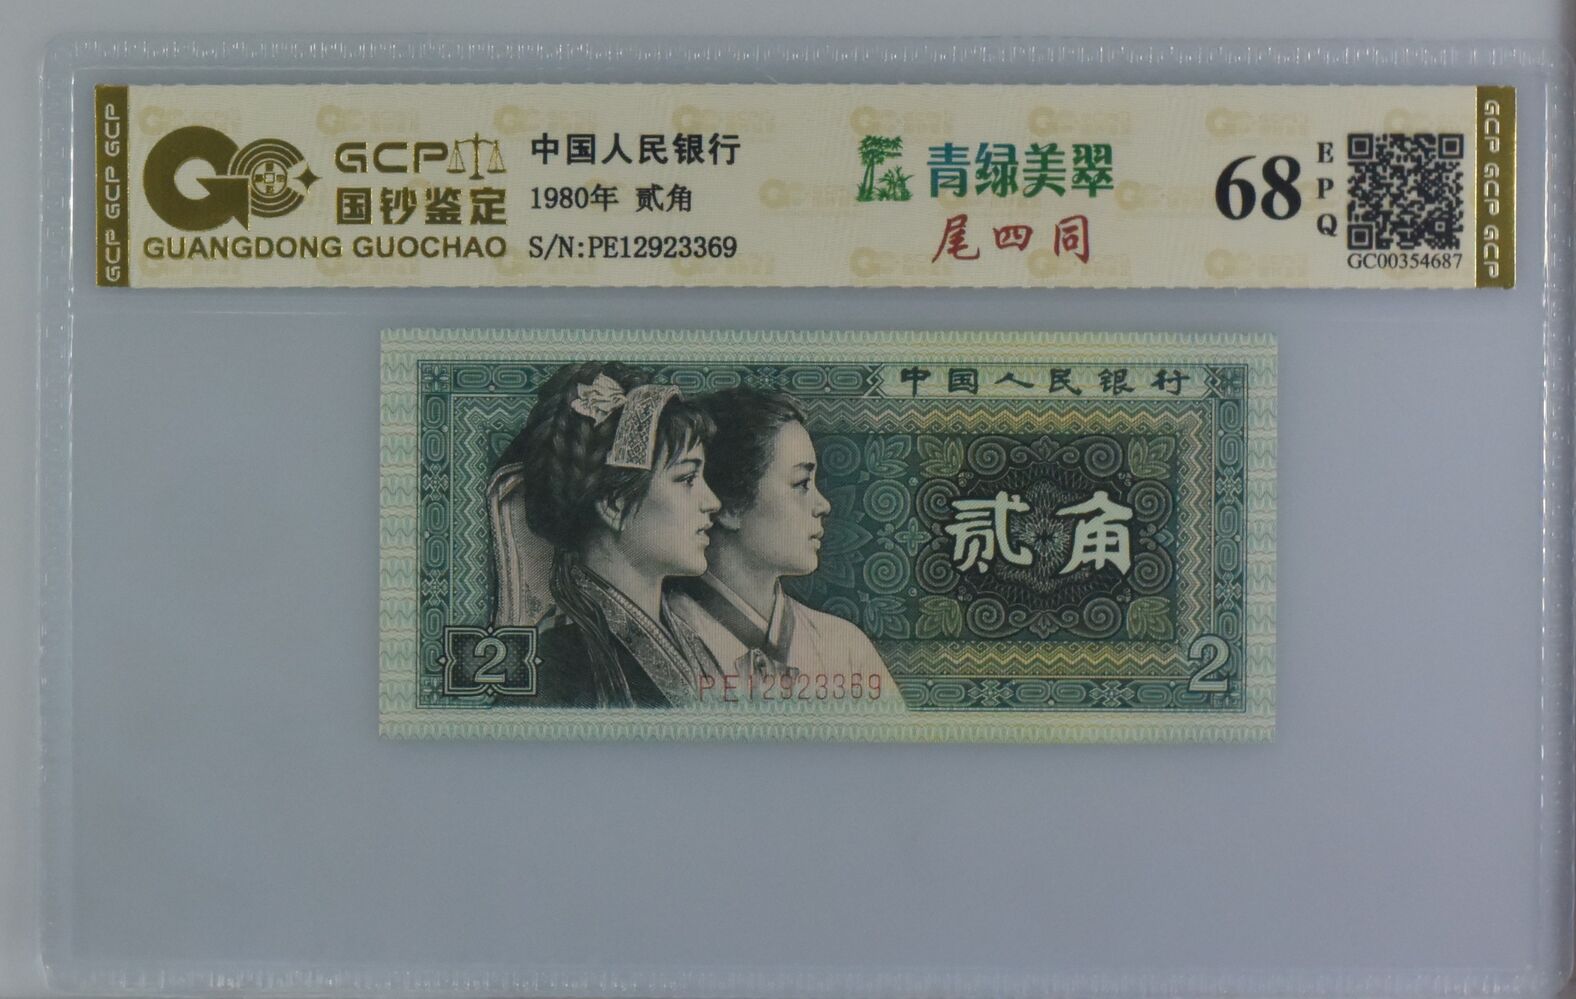 GCP GCP GCP
GCP
国钞鉴定
GUANGDONG GUOCHAO
中国人民银行
1980年 贰角
S/N:PE12923369
青绿美翠
尾四同
68
EPQ
GC00354687
GCP GCP GCP
中国人民银行
贰角
2
PE12923369
2